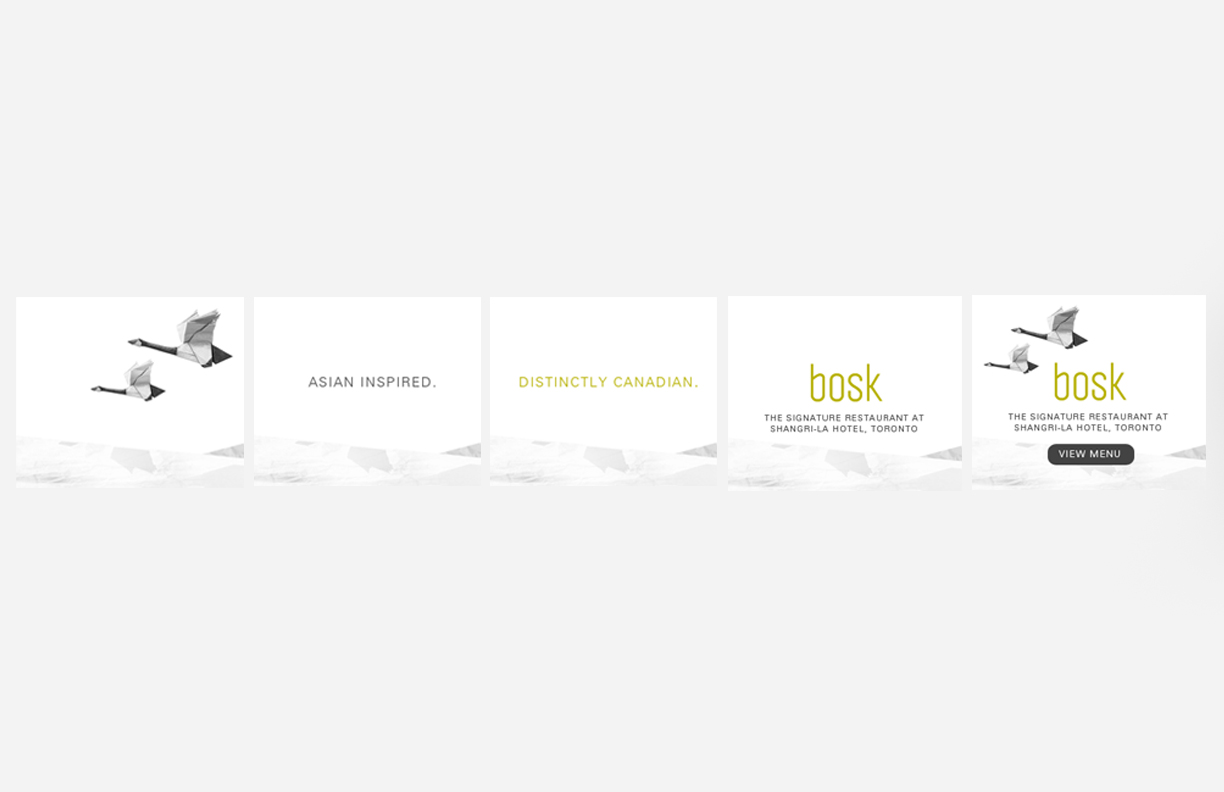 ASIAN INSPIRED.
DISTINCTLY CANADIAN.
bosk
THE SIGNATURE RESTAURANT AT
SHANGRI-LA HOTEL, TORONTO
bosk
THE SIGNATURE RESTAURANT AT
SHANGRI-LA HOTEL, TORONTO
VIEW MENU